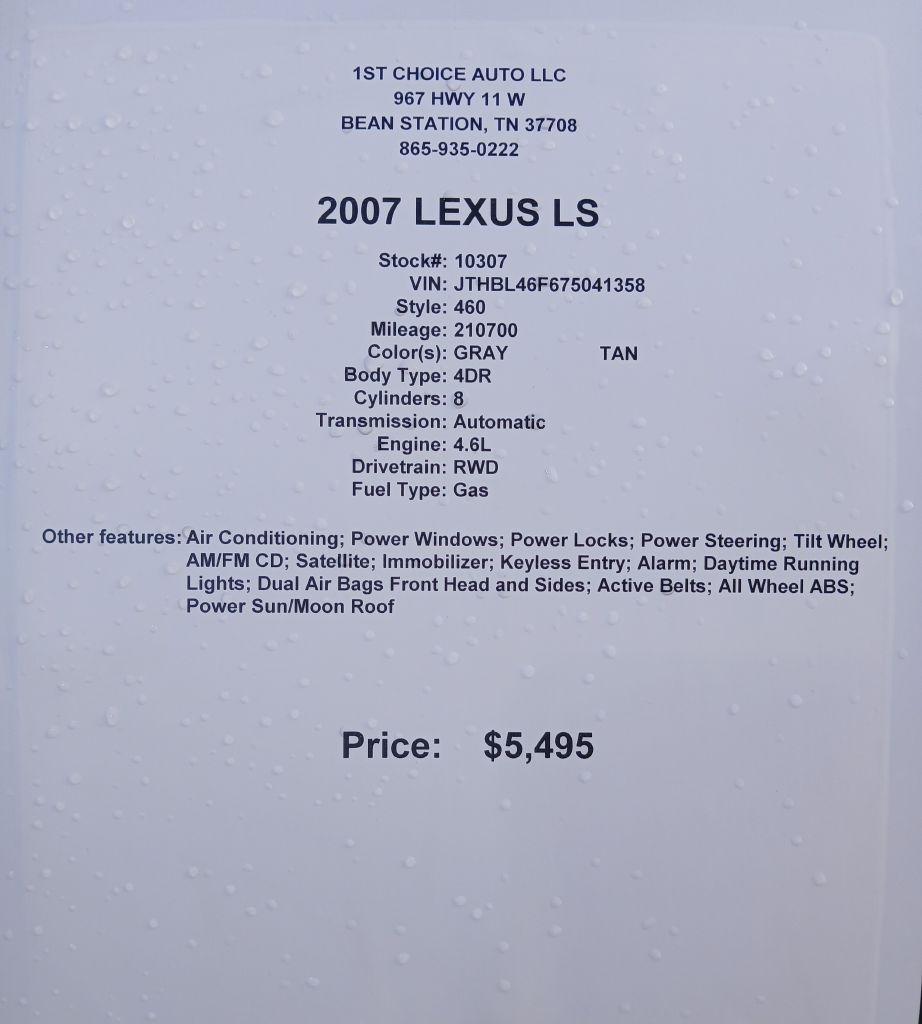 1ST CHOICE AUTO LLC
967 HWY 11 W
BEAN STATION, TN 37708
865-935-0222
2007 LEXUS LS
Stock#: 10307
VIN: JTHBL46F675041358
Style: 460
Mileage: 210700
Color(s): GRAY TAN
Body Type: 4DR
Cylinders: 8
Transmission: Automatic
Engine: 4.6L
Drivetrain: RWD
Fuel Type: Gas
Other features: Air Conditioning; Power Windows; Power Locks; Power Steering; Tilt Wheel;
AM/FM CD; Satellite; Immobilizer; Keyless Entry; Alarm; Daytime Running
Lights; Dual Air Bags Front Head and Sides; Active Belts; All Wheel ABS;
Power Sun/Moon Roof
Price: $5,495